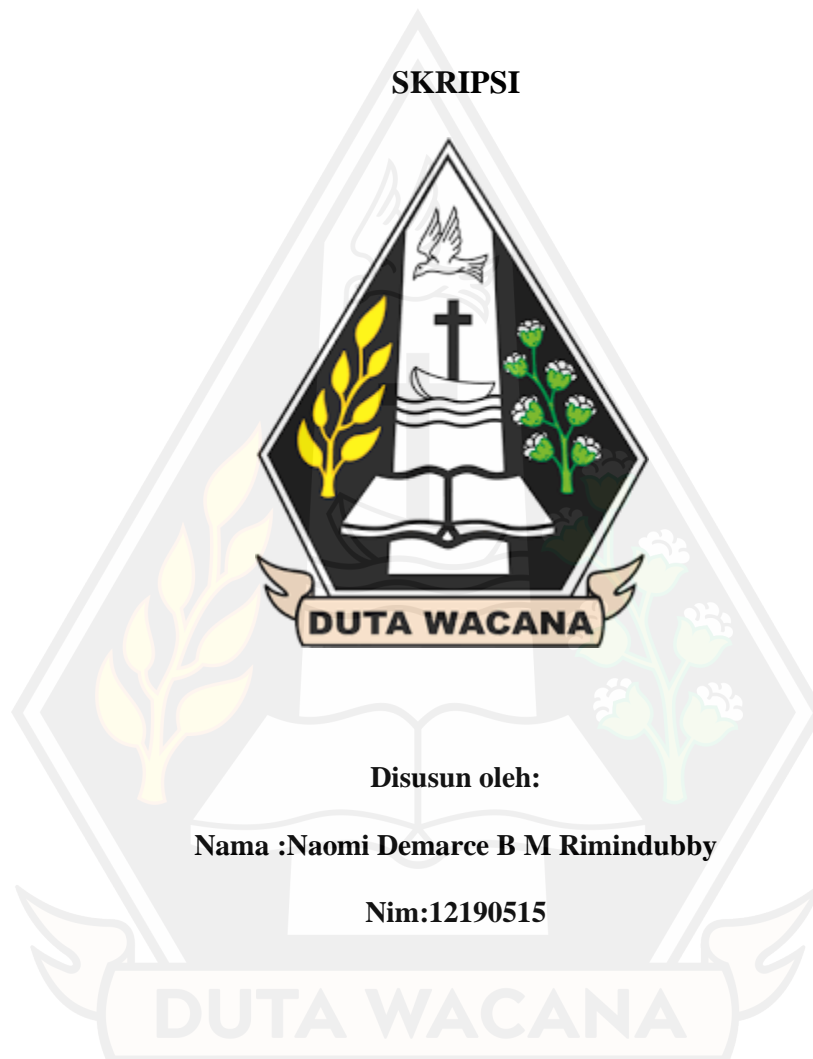 SKRIPSI
DUTA WACANA
Disusun oleh:
Nama :Naomi Demarce B M Rimindubby
Nim:12190515
DUTA WACANA